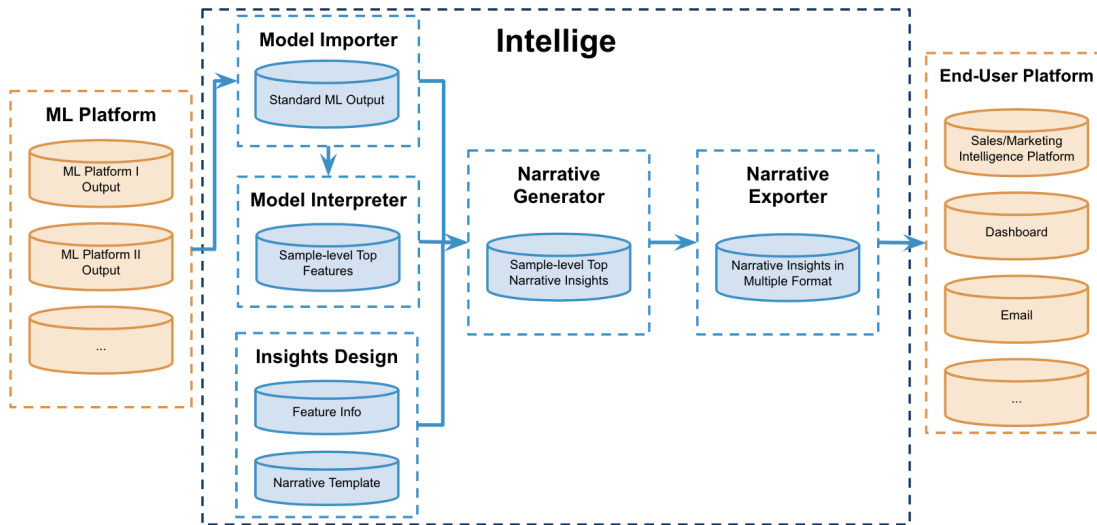 Intellige
ML Platform
ML Platform I
Output
ML Platform II
Output
...
Model Importer
Standard ML Output
Model Interpreter
Sample-level Top
Features
Insights Design
Feature Info
Narrative Template
Narrative
Generator
Sample-level Top
Narrative Insights
Narrative
Exporter
Narrative Insights in
Multiple Format
End-User Platform
Sales/Marketing
Intelligence Platform
Dashboard
Email
...